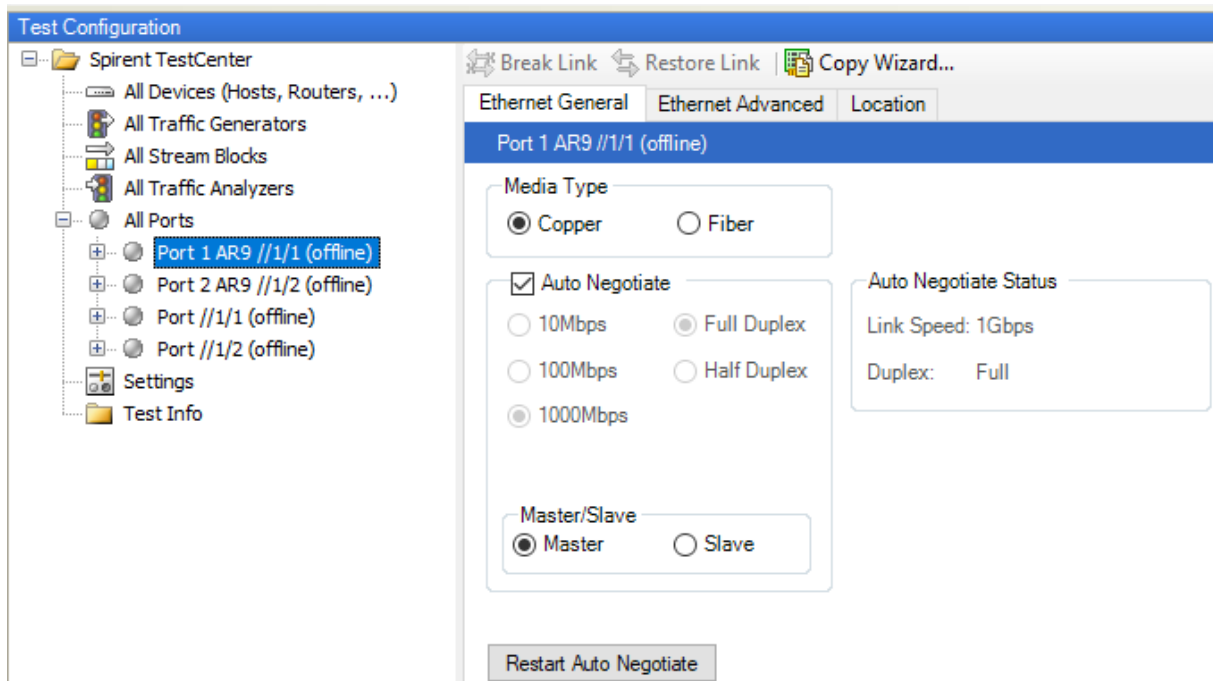 Test Configuration
Spirent TestCenter
All Devices (Hosts, Routers, ...)
All Traffic Generators
All Stream Blocks
All Traffic Analyzers
All Ports
Port 1 AR9 //1/1 (offline)
Port 2 AR9 //1/2 (offline)
Port //1/1 (offline)
Port //1/2 (offline)
Settings
Test Info
Break Link Restore Link Copy Wizard...
Ethernet General Ethernet Advanced Location
Port 1 AR9 //1/1 (offline)
Media Type
Copper Fiber
Auto Negotiate
10Mbps Full Duplex
100Mbps Half Duplex
1000Mbps
Master/Slave
Master Slave
Auto Negotiate Status
Link Speed: 1Gbps
Duplex: Full
Restart Auto Negotiate